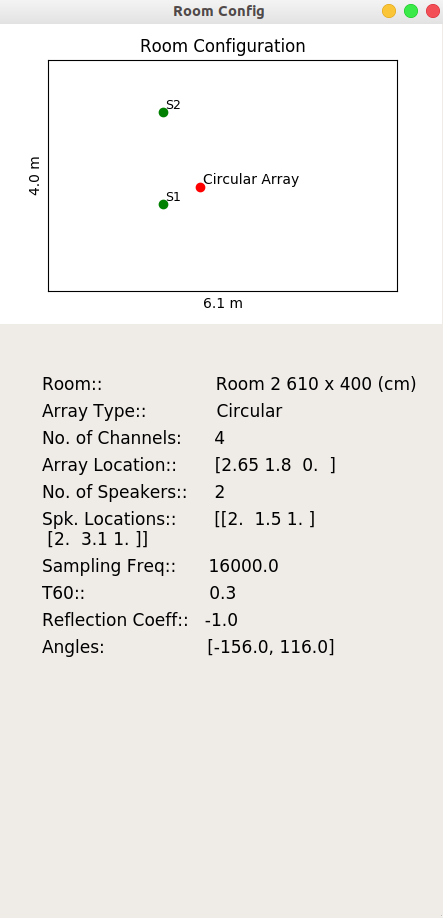 Room Config
Room Configuration
S2
Circular Array
S1
4.0 m
6.1 m
Room:: Room 2 610 x 400 (cm)
Array Type:: Circular
No. of Channels: 4
Array Location:: [2.65 1.8 0. ]
No. of Speakers:: 2
Spk. Locations:: [[2. 1.5 1. ]
[2. 3.1 1. ]]
Sampling Freq:: 16000.0
T60:: 0.3
Reflection Coeff:: -1.0
Angles: [-156.0, 116.0]